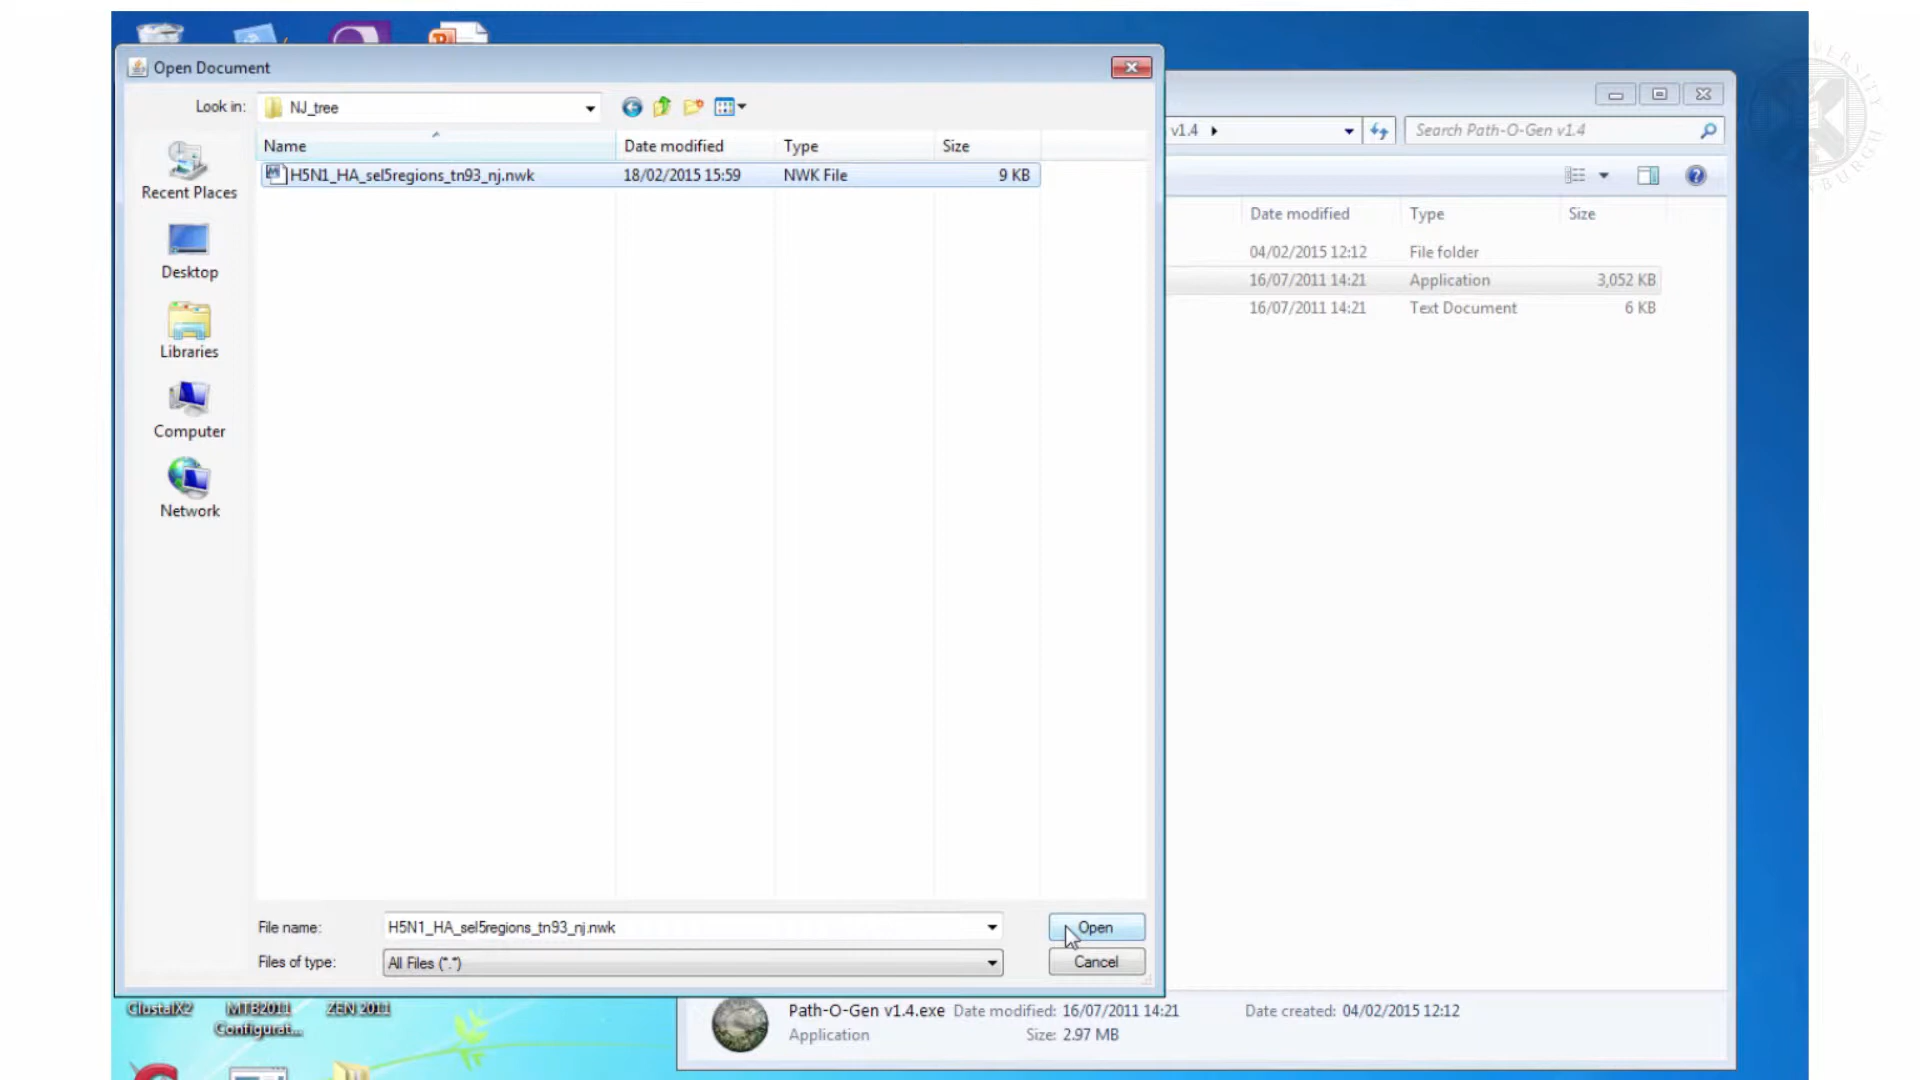 Open Document
Look in: NJ_tree
Name Date modified Type Size
H5N1_HA_sel5regions_tn93_nj.nwk 18/02/2015 15:59 NWK File 9 KB
Recent Places
Desktop
Libraries
Computer
Network
File name: H5N1_HA_sel5regions_tn93_nj.nwk Open
Files of type: All Files (*.*) Cancel
v1.4 Search Path-O-Gen v1.4
Date modified Type Size
04/02/2015 12:12 File folder
16/07/2011 14:21 Application 3,052 KB
16/07/2011 14:21 Text Document 6 KB
ClustalX2 MTB2011 Configurat... ZEN 2011
Path-O-Gen v1.4.exe Date modified: 16/07/2011 14:21 Date created: 04/02/2015 12:12
Application Size: 2.97 MB